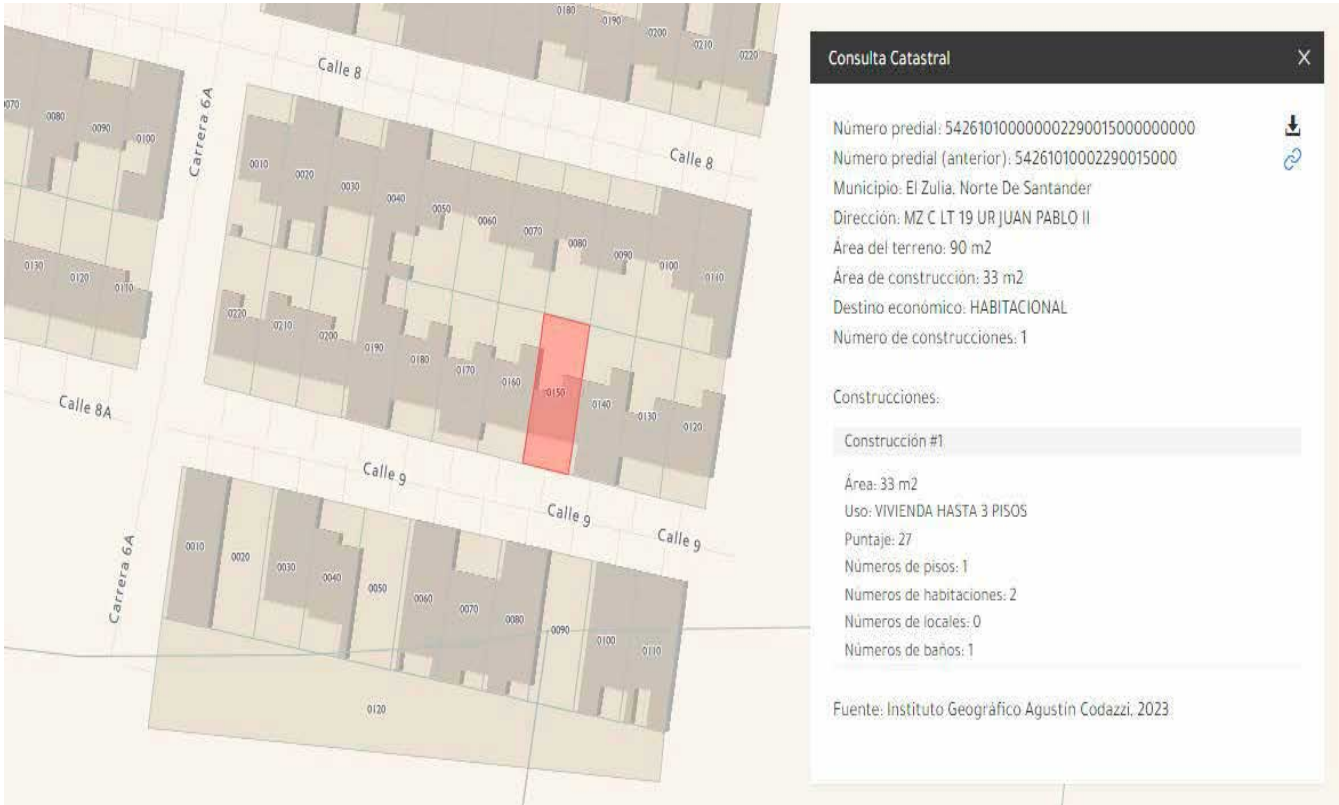 0180
0190
0200
0210
0220
Calle 8
Calle 8
Carrera 6A
0070
0080
0090
0100
0130
0120
0110
Calle 8A
0010
0020
0030
0040
0050
0060
0070
0080
0090
0100
0110
0220
0210
0200
0190
0180
0170
0160
0150
0140
0130
0120
Calle 9
Calle 9
Calle 9
Carrera 6A
0010
0020
0030
0040
0050
0060
0070
0080
0090
0100
0110
0120
Consulta Catastral
Número predial: 542610100000002290015000000000
Número predial (anterior): 54261010002290015000
Municipio: El Zulia, Norte De Santander
Dirección: MZ C LT 19 UR JUAN PABLO II
Área del terreno: 90 m2
Área de construcción: 33 m2
Destino económico: HABITACIONAL
Número de construcciones: 1
Construcciones:
Construcción #1
Área: 33 m2
Uso: VIVIENDA HASTA 3 PISOS
Puntaje: 27
Números de pisos: 1
Números de habitaciones: 2
Números de locales: 0
Números de baños: 1
Fuente: Instituto Geográfico Agustín Codazzi, 2023